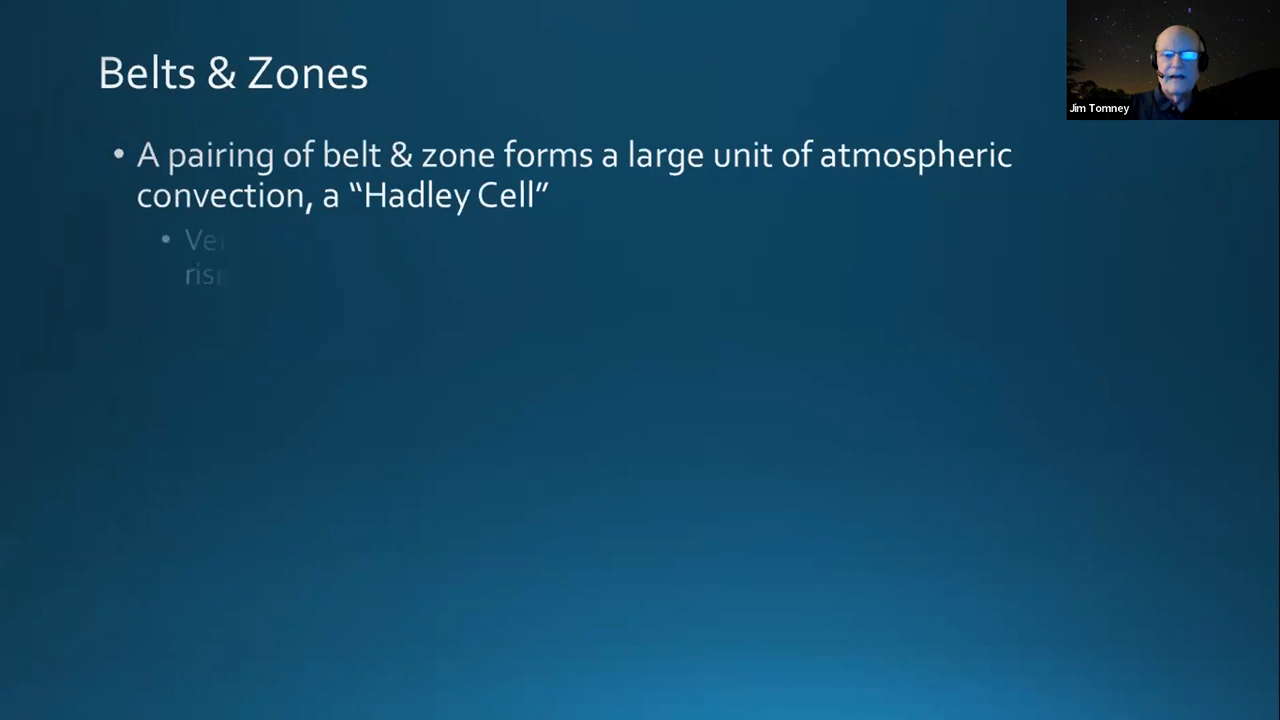 Belts & Zones
• A pairing of belt & zone forms a large unit of atmospheric
convection, a “Hadley Cell”
Jim Tomney